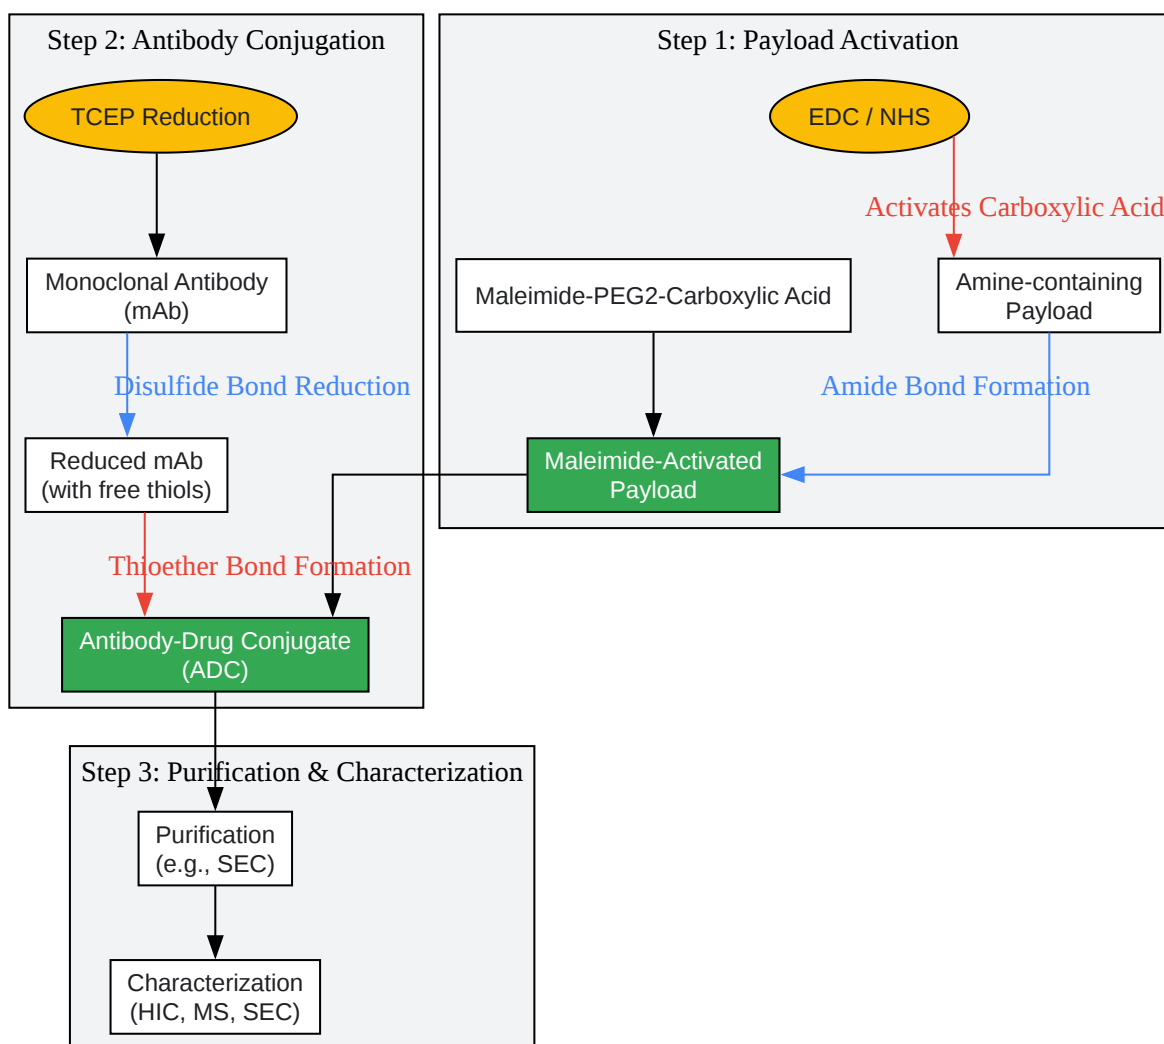 Step 2: Antibody Conjugation
TCEP Reduction
Monoclonal Antibody
(mAb)
Disulfide Bond Reduction
Reduced mAb
(with free thiols)
Thioether Bond Formation
Antibody-Drug Conjugate
(ADC)
Step 1: Payload Activation
EDC / NHS
Activates Carboxylic Acid
Maleimide-PEG2-Carboxylic Acid
Amine-containing
Payload
Amide Bond Formation
Maleimide-Activated
Payload
Step 3: Purification & Characterization
Purification
(e.g., SEC)
Characterization
(HIC, MS, SEC)